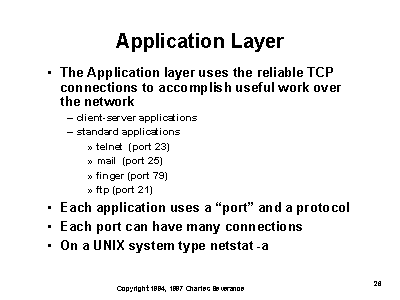 Application Layer
• The Application layer uses the reliable TCP
connections to accomplish useful work over
the network
– client-server applications
– standard applications
» telnet (port 23)
» mail (port 25)
» finger (port 79)
» ftp (port 21)
• Each application uses a “port” and a protocol
• Each port can have many connections
• On a UNIX system type netstat -a
Copyright 1994, 1997 Charles Severance
26